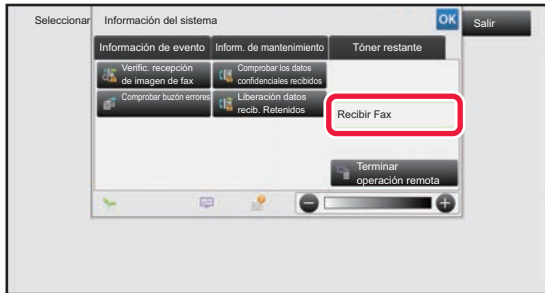 Seleccionar
Información del sistema
OK
Salir
Información de evento
Inform. de mantenimiento
Tóner restante
Verific. recepción
de imagen de fax
Comprobar los datos
confidenciales recibidos
Comprobar buzón errores
Liberación datos
recib. Retenidos
Recibir Fax
Terminar
operación remota